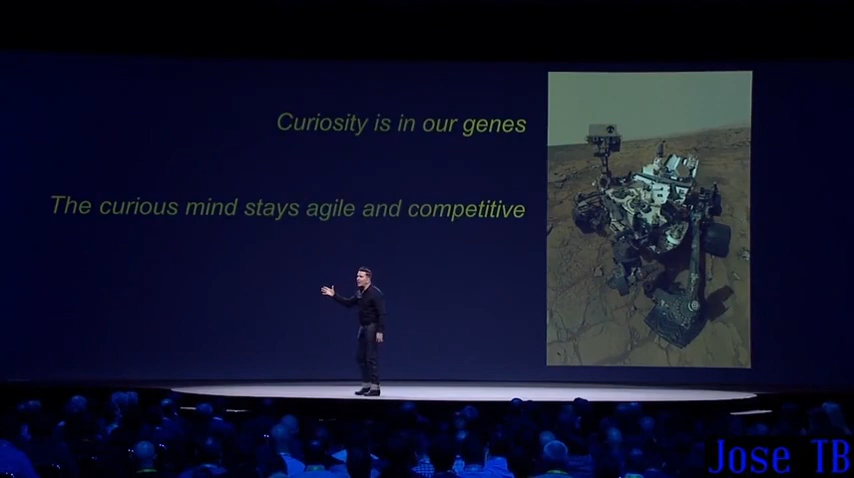 Curiosity is in our genes
The curious mind stays agile and competitive
Jose TB